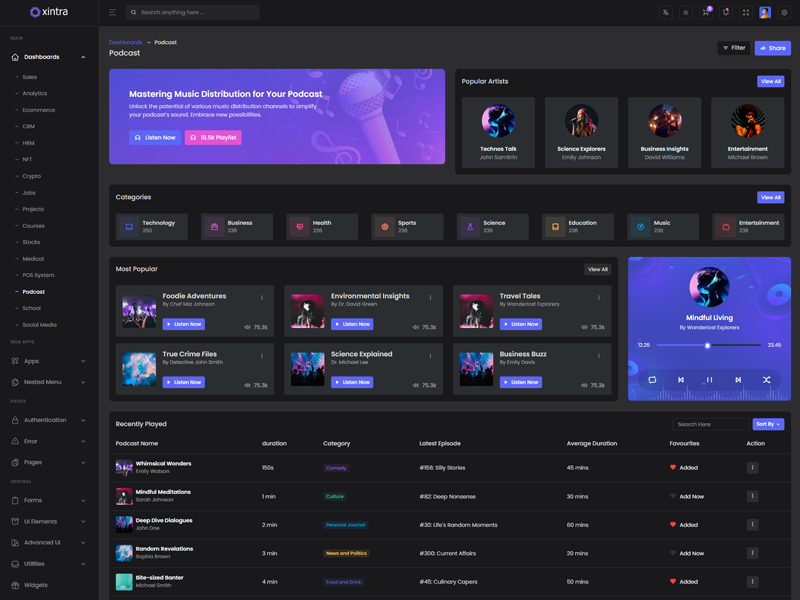 xintra
Search anything here ...
5
MAIN
Dashboards
Sales
Analytics
Ecommerce
CRM
HRM
NFT
Crypto
Jobs
Projects
Courses
Stocks
Medical
POS System
Podcast
School
Social Media
WEB APPS
Apps
Nested Menu
PAGES
Authentication
Error
Pages
GENERAL
Forms
UI Elements
Advanced UI
Utilities
Widgets
Dashboards → Podcast
Podcast
Filter
Share
Mastering Music Distribution for Your Podcast
Unlock the potential of various music distribution channels to amplify
your podcast's sound. Embrace new possibilities.
Listen Now
16.5k Playlist
Popular Artists
View All
Technos Talk
John Samitrin
Science Explorers
Emily Johnson
Business Insights
David Williams
Entertainment
Michael Brown
Categories
View All
Technology
250
Business
236
Health
236
Sports
236
Science
236
Education
236
Music
236
Entertainment
236
Most Popular
View All
Foodie Adventures
By Chef Mia Johnson
Listen Now
75.3k
Environmental Insights
By Dr. David Green
Listen Now
75.3k
Travel Tales
By Wanderlust Explorers
Listen Now
75.3k
True Crime Files
By Detective John Smith
Listen Now
75.3k
Science Explained
Dr. Michael Lee
Listen Now
75.3k
Business Buzz
By Emily Davis
Listen Now
75.3k
Mindful Living
By Wanderlust Explorers
12.25
23.45
Recently Played
Search Here
Sort By
Podcast Name duration Category Latest Episode Average Duration Favourites Action
Whimsical Wonders
Emily Watson
150s Comedy #156: Silly Stories 45 mins Added
Mindful Meditations
Sarah Johnson
1 min Culture #82: Deep Nonsense 30 mins Add Now
Deep Dive Dialogues
John Doe
2 min Personal Journal #30: Life's Random Moments 60 mins Added
Random Revelations
Sophia Brown
3 min News and Politics #300: Current Affairs 20 mins Add Now
Bite-sized Banter
Michael Smith
4 min Food and Drink #45: Culinary Capers 50 mins Added